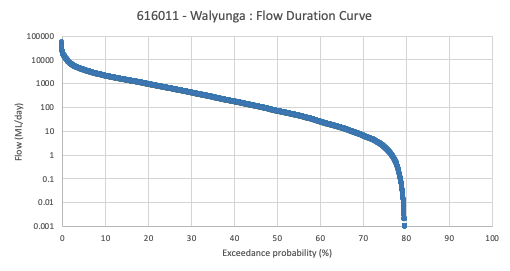 616011 - Walyunga : Flow Duration Curve
100000
10000
1000
100
10
1
0.1
0.01
0.001
Flow (ML/day)
0 10 20 30 40 50 60 70 80 90 100
Exceedance probability (%)